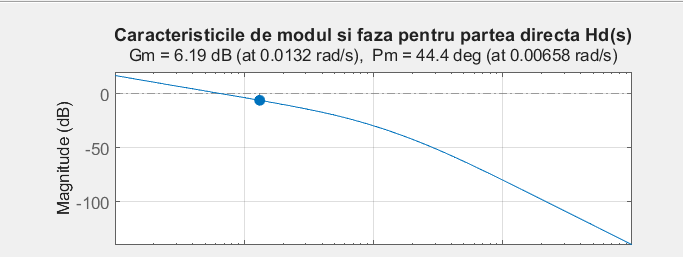 Caracteristicile de modul si faza pentru partea directa Hd(s)
Gm = 6.19 dB (at 0.0132 rad/s), Pm = 44.4 deg (at 0.00658 rad/s)
Magnitude (dB)
0
-50
-100